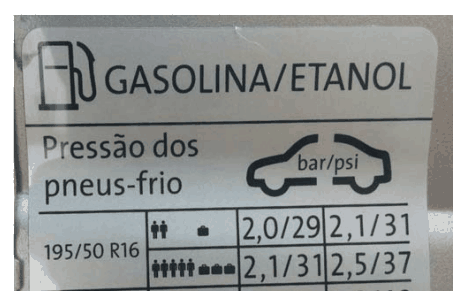 GASOLINA/ETANOL
Pressão dos
pneus-frio
bar/psi
195/50 R16
2,0/29 2,1/31
2,1/31 2,5/37